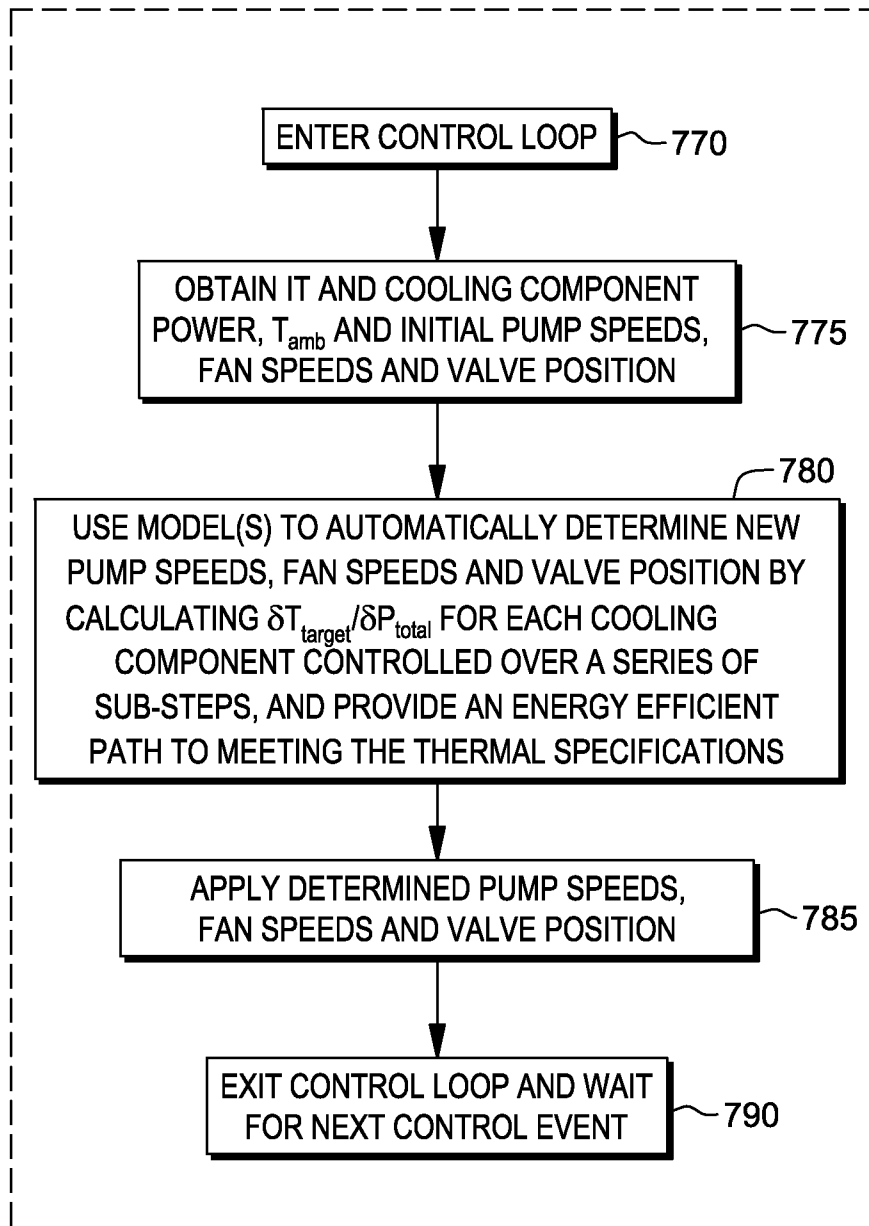 ENTER CONTROL LOOP
770
OBTAIN IT AND COOLING COMPONENT
POWER, T_amb AND INITIAL PUMP SPEEDS,
FAN SPEEDS AND VALVE POSITION
775
780
USE MODEL(S) TO AUTOMATICALLY DETERMINE NEW
PUMP SPEEDS, FAN SPEEDS AND VALVE POSITION BY
CALCULATING δT_target/δP_total FOR EACH COOLING
COMPONENT CONTROLLED OVER A SERIES OF
SUB-STEPS, AND PROVIDE AN ENERGY EFFICIENT
PATH TO MEETING THE THERMAL SPECIFICATIONS
APPLY DETERMINED PUMP SPEEDS,
FAN SPEEDS AND VALVE POSITION
785
EXIT CONTROL LOOP AND WAIT
FOR NEXT CONTROL EVENT
790